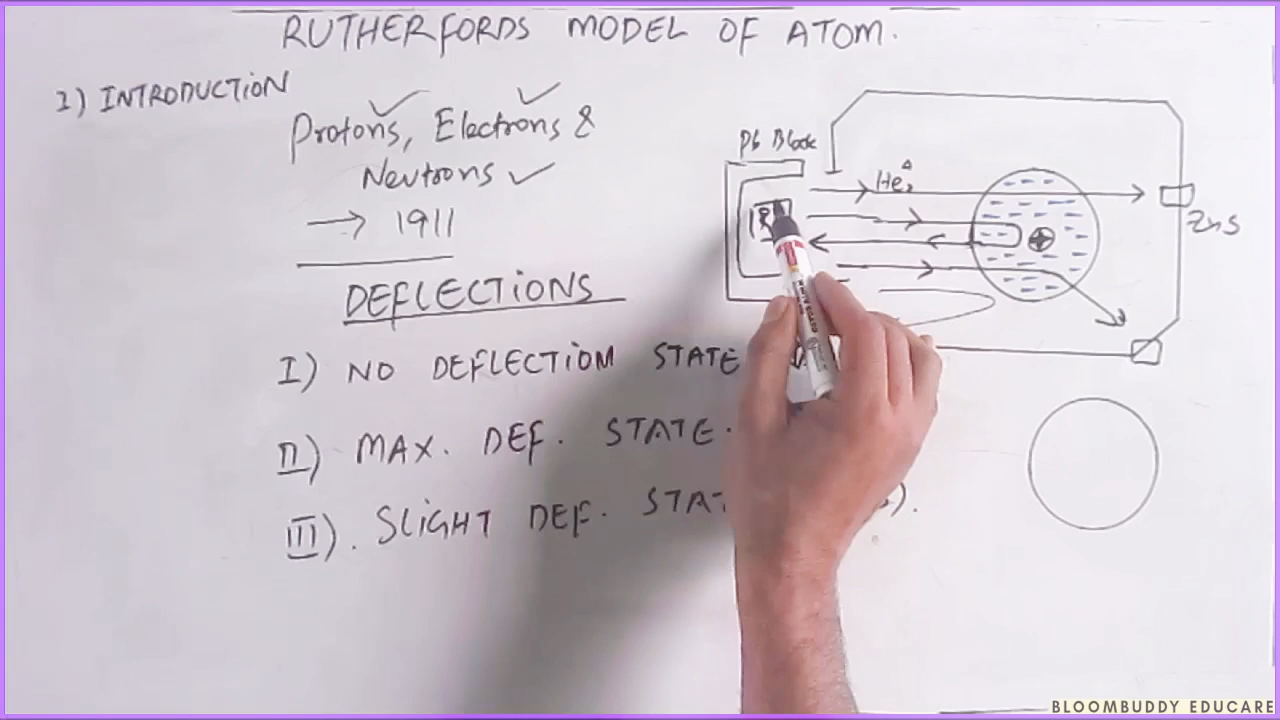 RUTHERFORDS MODEL OF ATOM.
1) INTRODUCTION
Protons, Electrons &
Neutrons
→ 1911
DEFLECTIONS
I) NO DEFLECTIOM STATE
II) MAX. DEF. STATE.
III). SLIGHT DEF. STAT
Pb Block
He
ZnS
BLOOMBUDDY EDUCARE